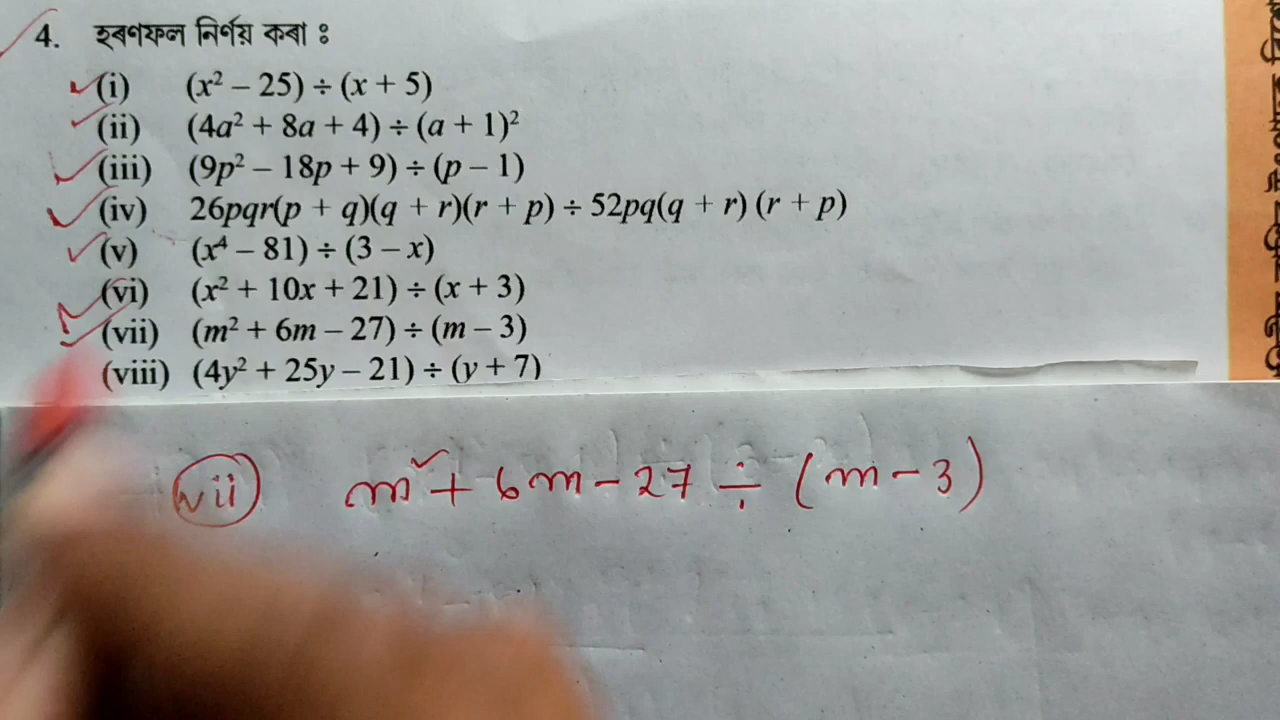 4. হৰণফল নিৰ্ণয় কৰা ঃ
(i) (x² – 25) ÷ (x + 5)
(ii) (4a² + 8a + 4) ÷ (a + 1)²
(iii) (9p² – 18p + 9) ÷ (p – 1)
(iv) 26pqr(p + q)(q + r)(r + p) ÷ 52pq(q + r) (r + p)
(v) (x⁴ – 81) ÷ (3 – x)
(vi) (x² + 10x + 21) ÷ (x + 3)
(vii) (m² + 6m – 27) ÷ (m – 3)
(viii) (4y² + 25y – 21) ÷ (y + 7)
vii m² + 6m – 27 ÷ (m – 3)